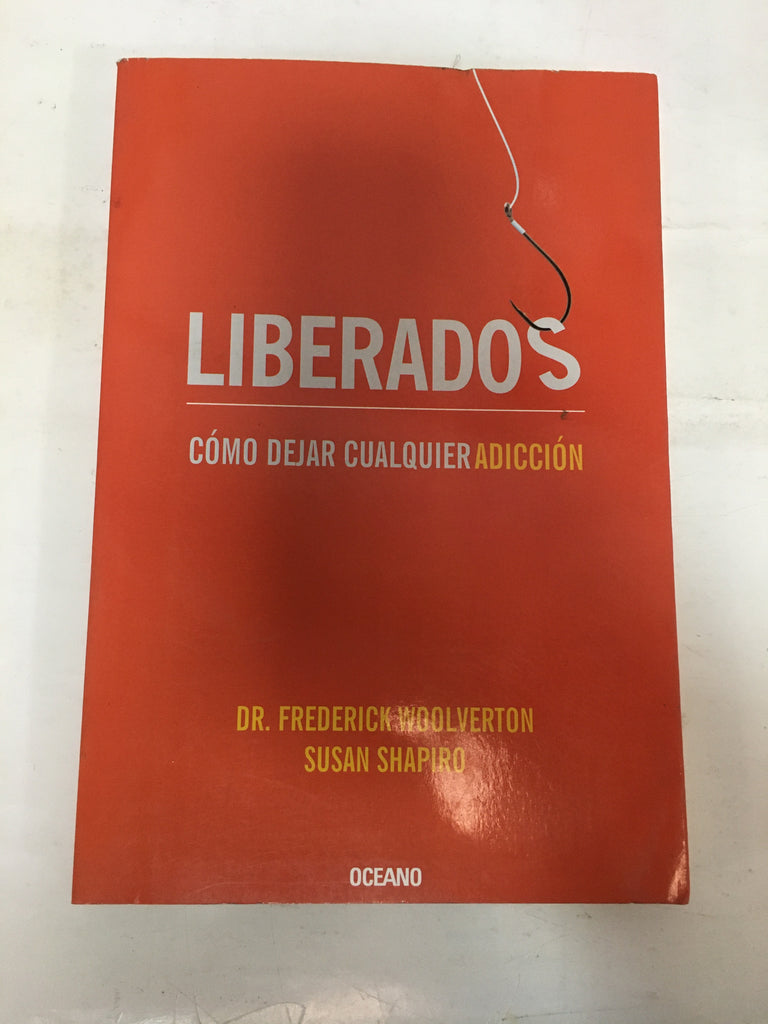 LIBERADOS
CÓMO DEJAR CUALQUIER ADICCIÓN
DR. FREDERICK WOOLVERTON
SUSAN SHAPIRO
OCEANO